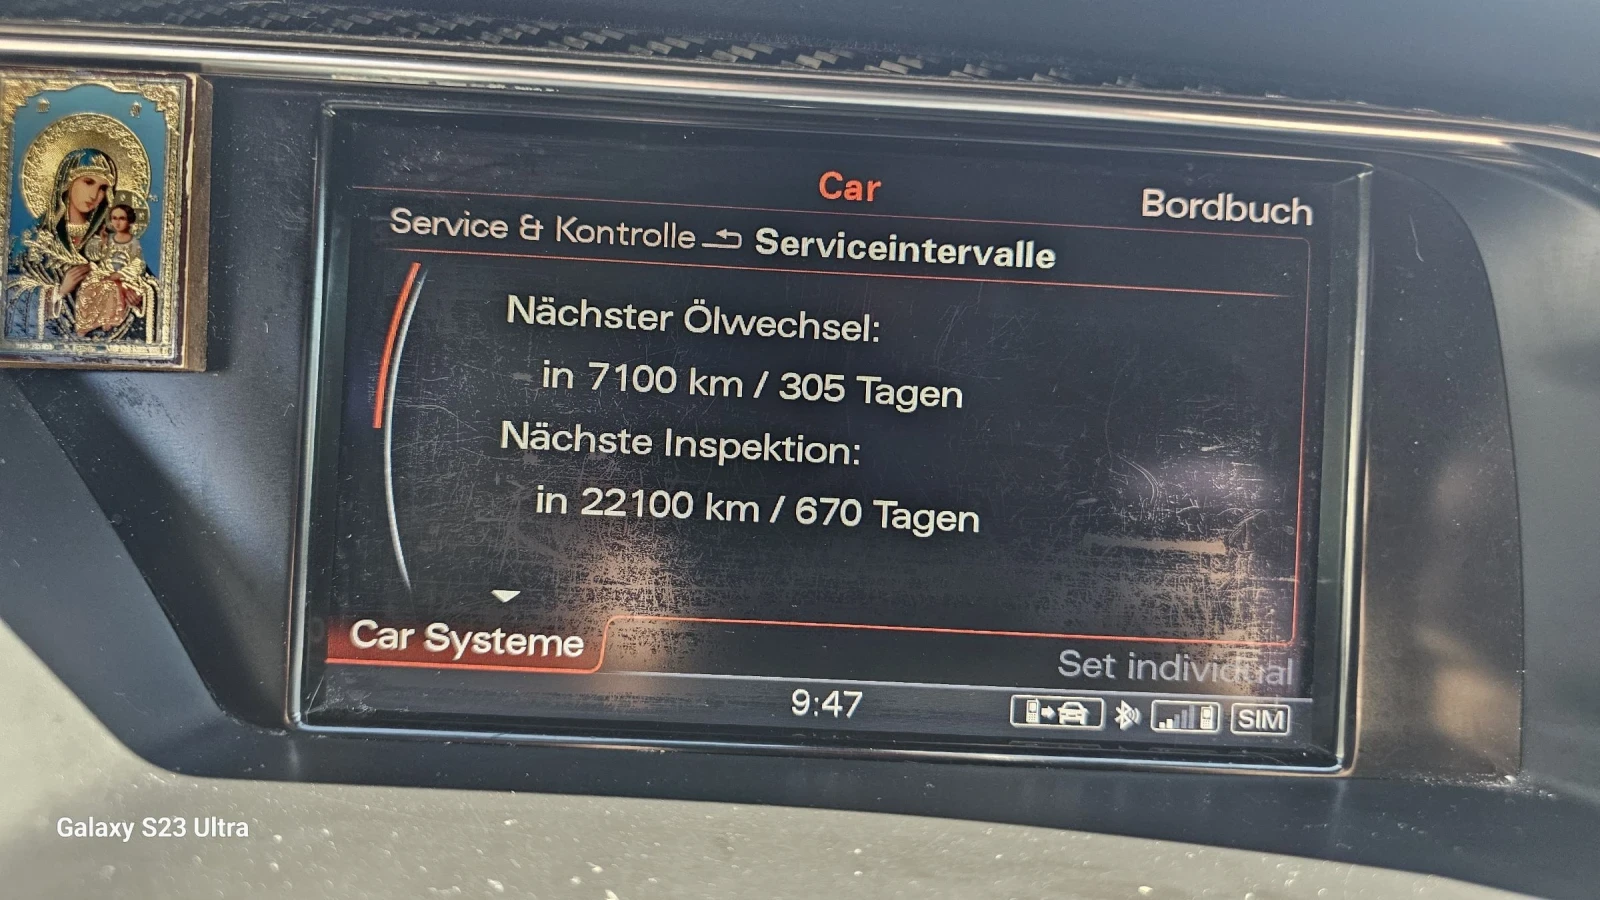 Car
Bordbuch
Service & Kontrolle Serviceintervalle
Nächster Ölwechsel:
in 7100 km / 305 Tagen
Nächste Inspektion:
in 22100 km / 670 Tagen
Car Systeme
Set individual
9:47
SIM
Galaxy S23 Ultra